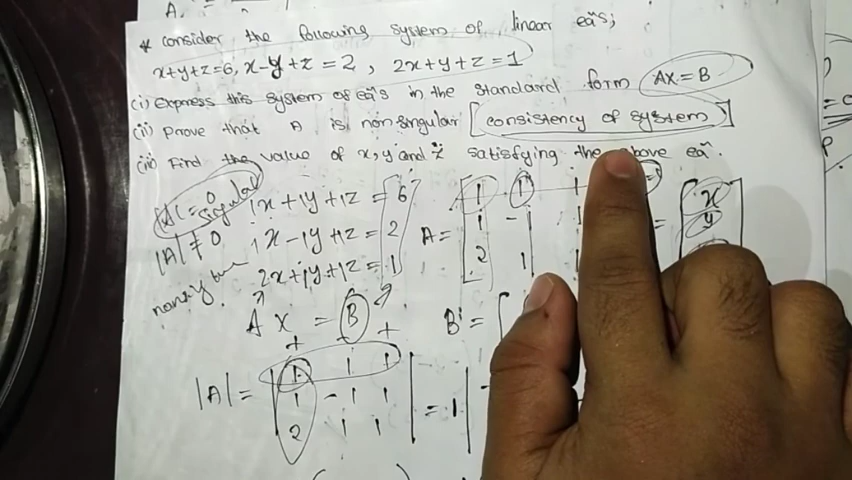 A
* consider the following system of linear eq̃s;
x+y+z=6, x-y+z=2, 2x+y+z=1
(i) Express this system of eq̃s in the standard form AX=B
(ii) Prove that A is non singular [consistency of system]
(iii) Find the value of x, y and z satisfying the above eq̃.
|A|=0 singular
|A|≠0
1x+1y+1z = 6
1x-1y+1z = 2
2x+1y+1z = 1
A = [1 1 1
1 -1 1
2 1 1]
= [x
y
A X = B
B = [
+ - +
|A| = |1 1 1
1 -1 1
2 1 1| = 1|